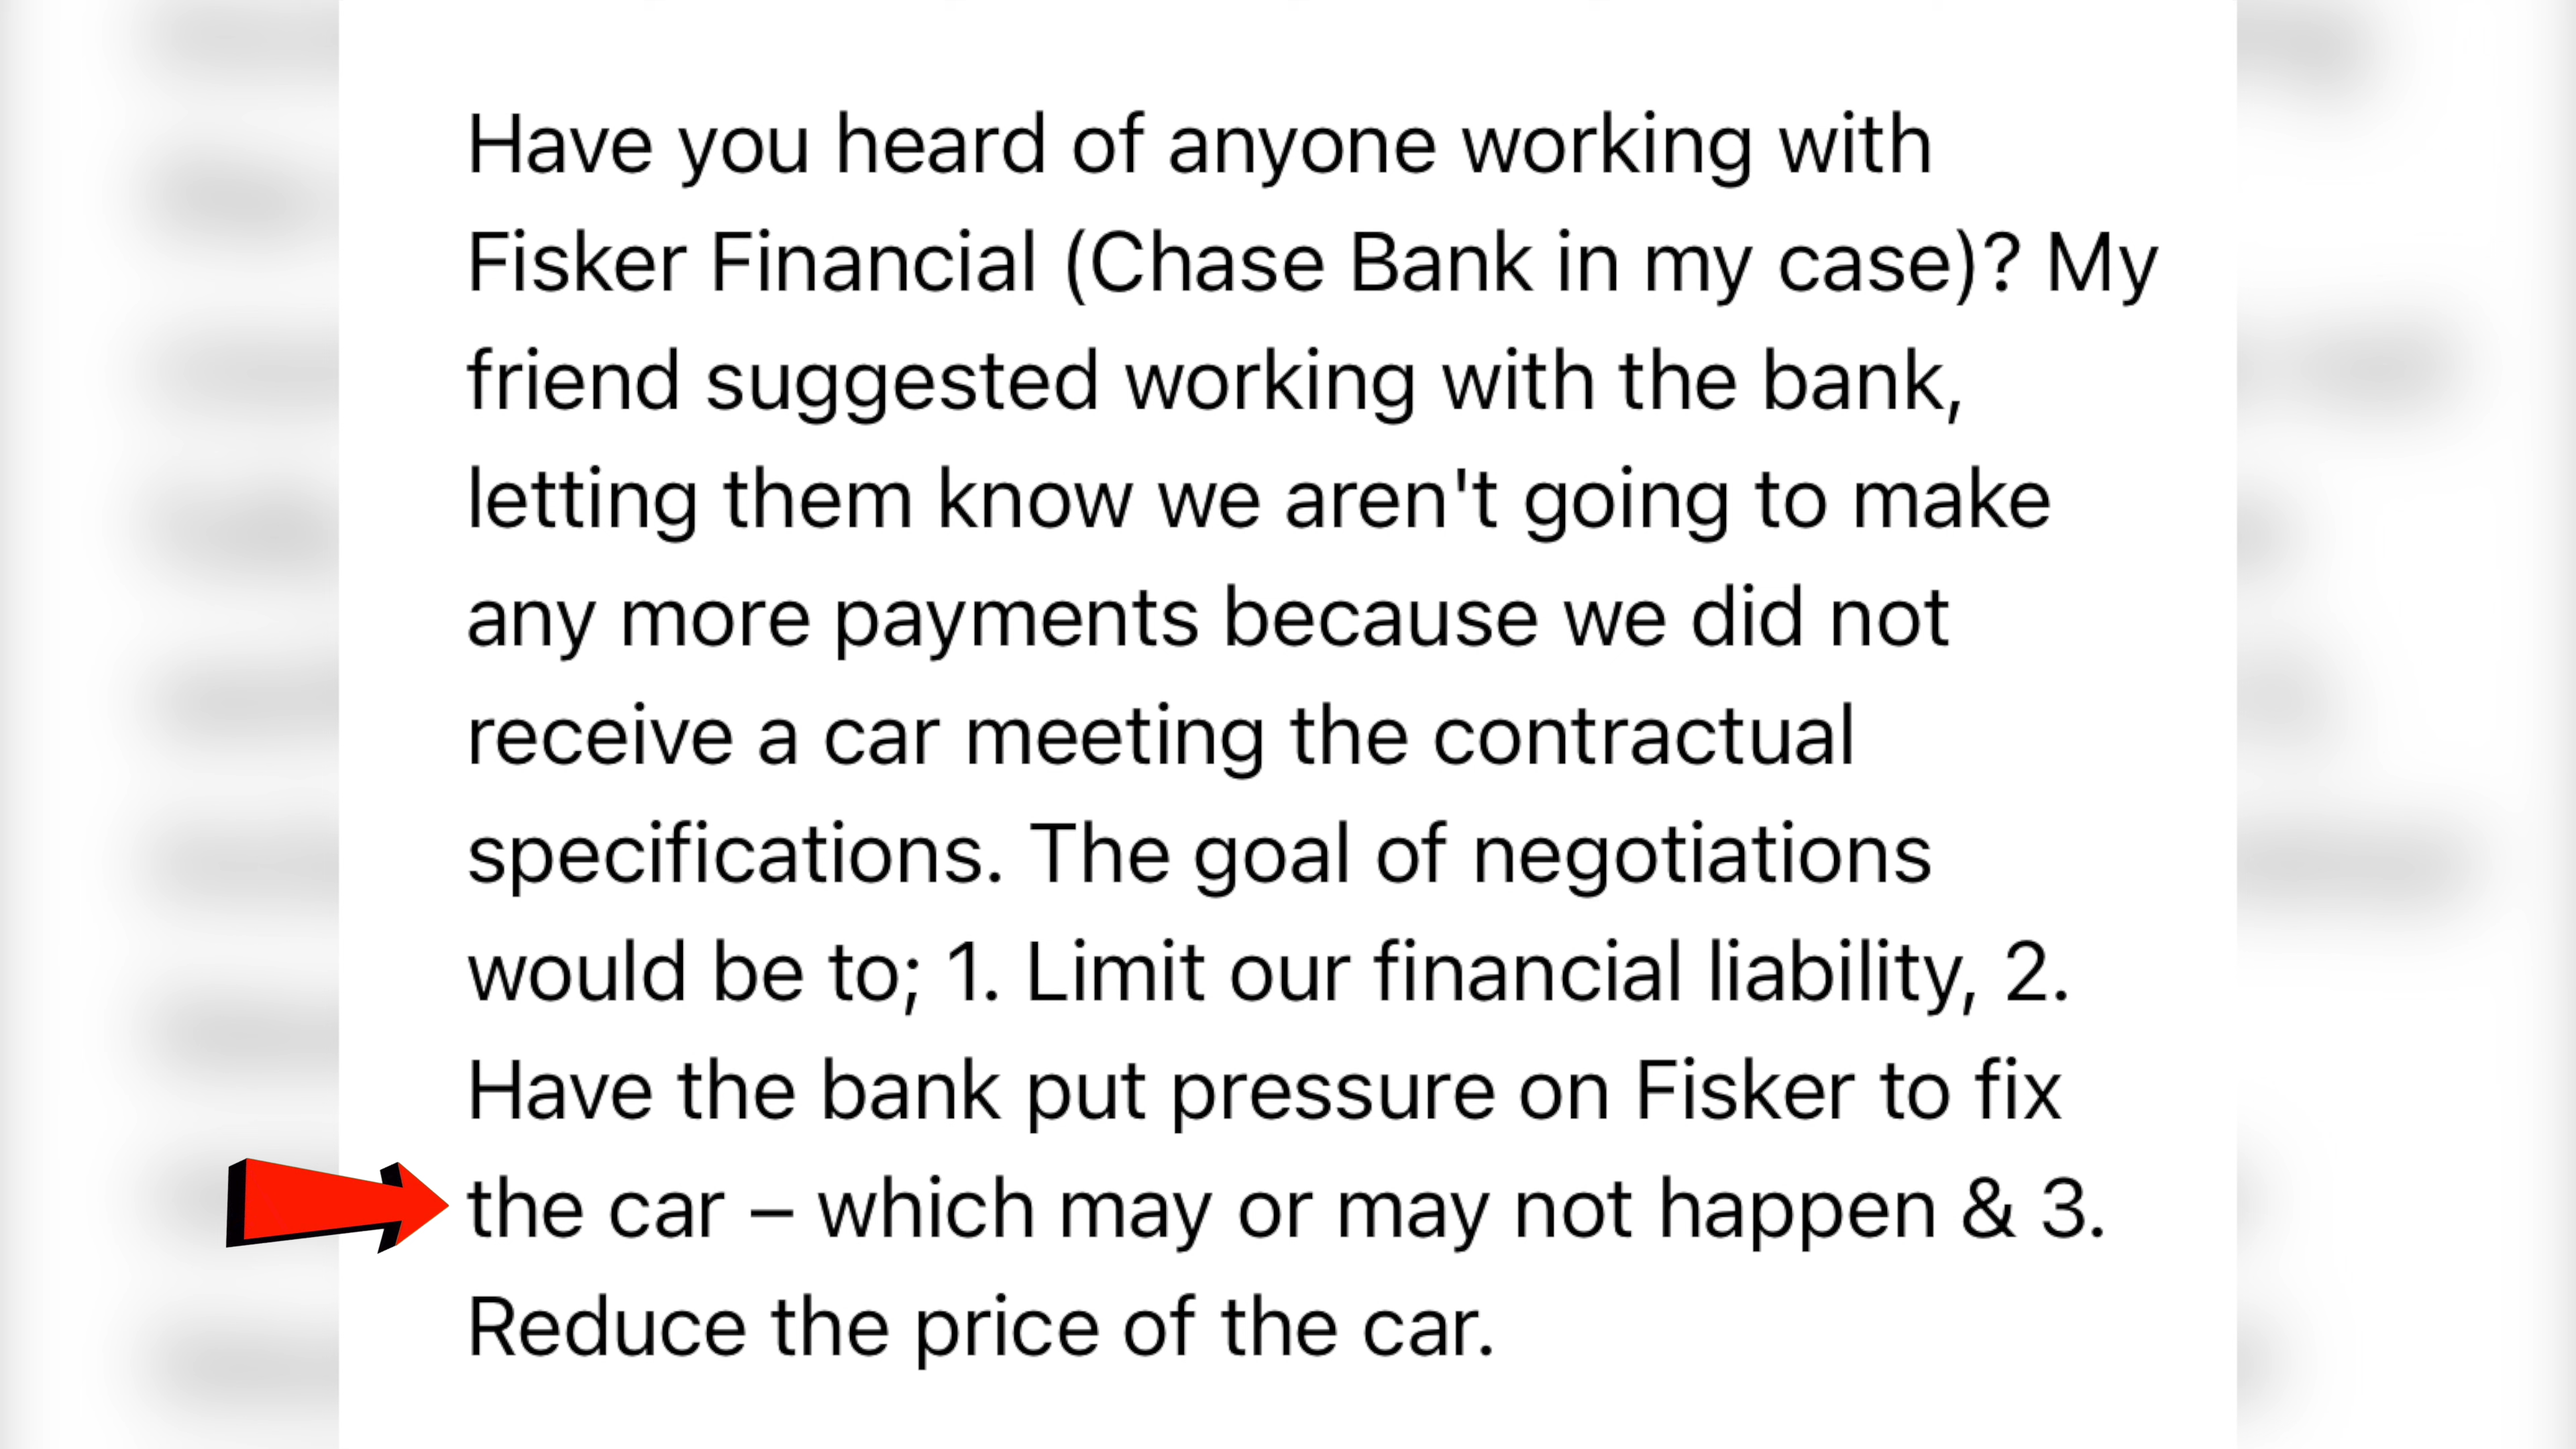 Have you heard of anyone working with
Fisker Financial (Chase Bank in my case)? My
friend suggested working with the bank,
letting them know we aren't going to make
any more payments because we did not
receive a car meeting the contractual
specifications. The goal of negotiations
would be to; 1. Limit our financial liability, 2.
Have the bank put pressure on Fisker to fix
the car – which may or may not happen & 3.
Reduce the price of the car.